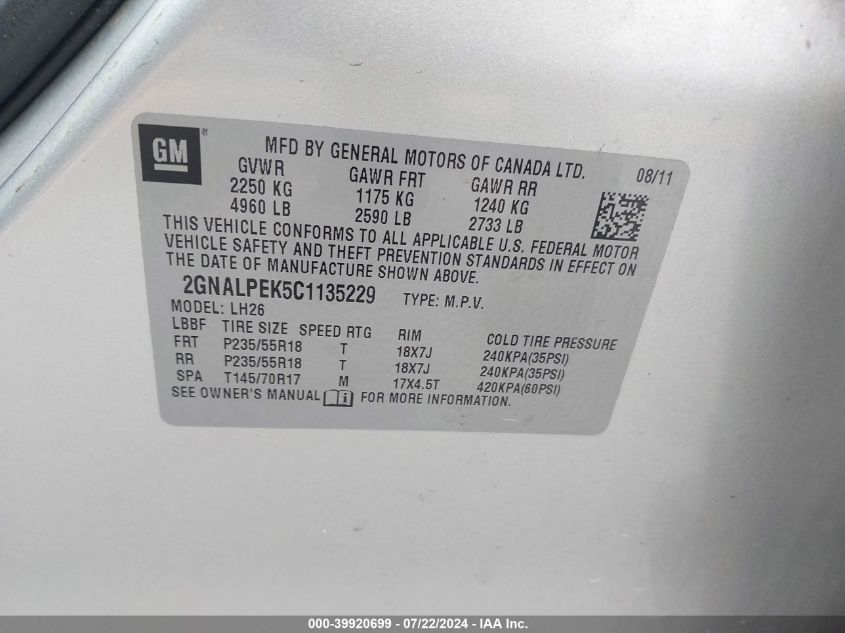 GM ®
MFD BY GENERAL MOTORS OF CANADA LTD. 08/11
GVWR GAWR FRT GAWR RR
2250 KG 1175 KG 1240 KG
4960 LB 2590 LB 2733 LB
THIS VEHICLE CONFORMS TO ALL APPLICABLE U.S. FEDERAL MOTOR
VEHICLE SAFETY AND THEFT PREVENTION STANDARDS IN EFFECT ON
THE DATE OF MANUFACTURE SHOWN ABOVE.
2GNALPEK5C1135229 TYPE: M.P.V.
MODEL: LH26
LBBF TIRE SIZE SPEED RTG RIM COLD TIRE PRESSURE
FRT P235/55R18 T 18X7J 240KPA(35PSI)
RR P235/55R18 T 18X7J 240KPA(35PSI)
SPA T145/70R17 M 17X4.5T 420KPA(60PSI)
SEE OWNER'S MANUAL i FOR MORE INFORMATION.
000-39920699 - 07/22/2024 - IAA Inc.